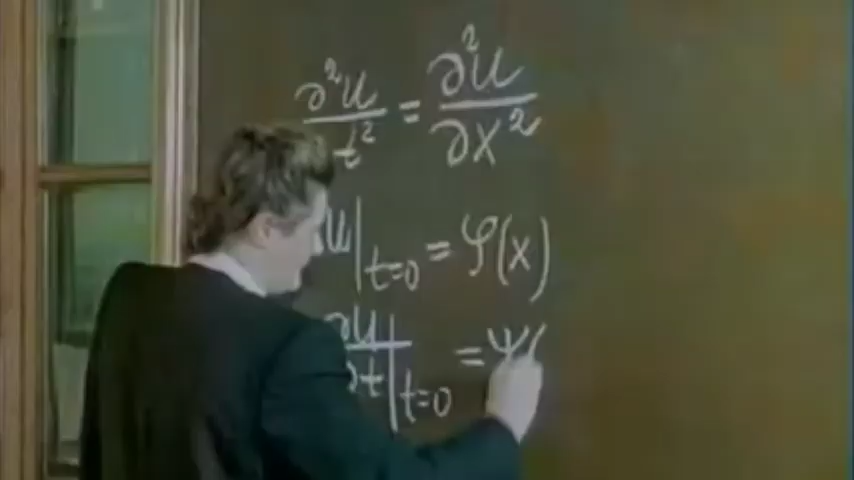 ∂²u/t² = ∂²u/∂x²
u|t=0 = φ(x)
∂u/∂t|t=0 = ψ(